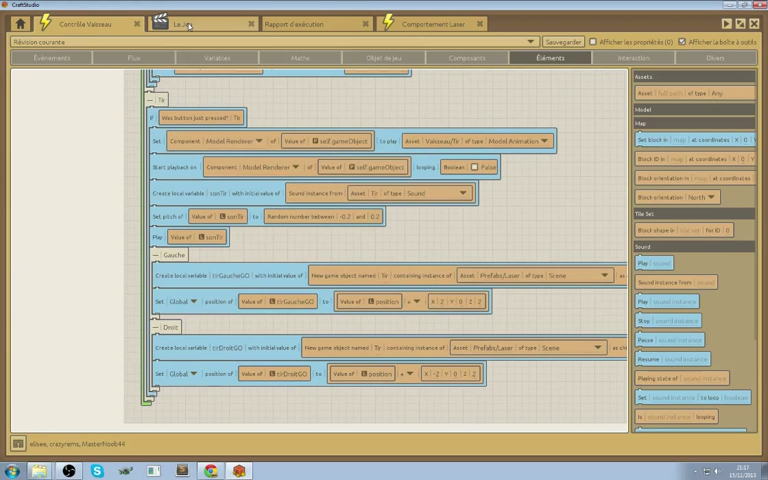 CraftStudio
Contrôle Vaisseau
Le Jeu
Rapport d'exécution
Comportement Laser
Révision courante
Sauvegarder
Afficher les propriétés (0)
Afficher la boîte à outils
Évènements
Flux
Variables
Maths
Objet de jeu
Composants
Éléments
Interaction
Divers
Tir
if Was button just pressed? Tir
Set Component Model Renderer of Value of self.gameObject to play Asset Vaisseau/Tir of type Model Animation
Start playback on Component Model Renderer of Value of self.gameObject looping Boolean False
Create local variable sonTir with initial value of Sound instance from Asset Tir of type Sound
Set pitch of Value of sonTir to Random number between -0.2 and 0.2
Play Value of sonTir
Gauche
Create local variable tirGaucheGO with initial value of New game object named Tir containing instance of Asset Prefabs/Laser of type Scene
Set Global position of Value of tirGaucheGO to Value of position + X 2 Y 0 Z 2
Droit
Create local variable tirDroitGO with initial value of New game object named Tir containing instance of Asset Prefabs/Laser of type Scene as c
Set Global position of Value of tirDroitGO to Value of position + X -2 Y 0 Z 2
Assets
Asset full path of type Any
Model
Map
Set block in map at coordinates X 0 Y
Block ID in map at coordinates X 0
Block orientation in map at coordinates
Block orientation North
Tile Set
Block shape in for ID 0
Sound
Play sound
Sound instance from sound
Play sound instance
Stop sound instance
Pause sound instance
Resume sound instance
Playing state of sound instance
Set sound instance to loop boolean
Is sound instance looping
elisee, crazyrems, MasterNoob44
21:17
15/11/2013